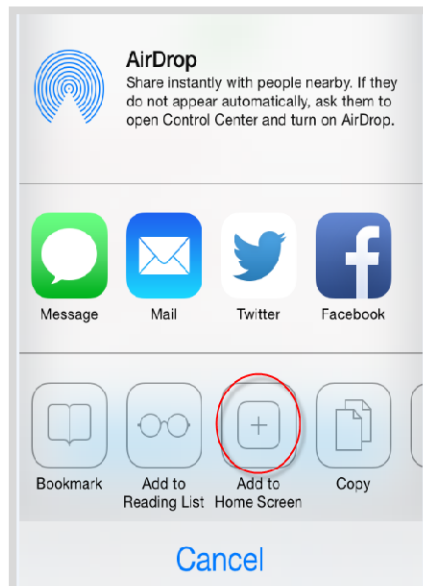 AirDrop
Share instantly with people nearby. If they
do not appear automatically, ask them to
open Control Center and turn on AirDrop.
Message Mail Twitter Facebook
Bookmark Add to Add to Copy
Reading List Home Screen
Cancel